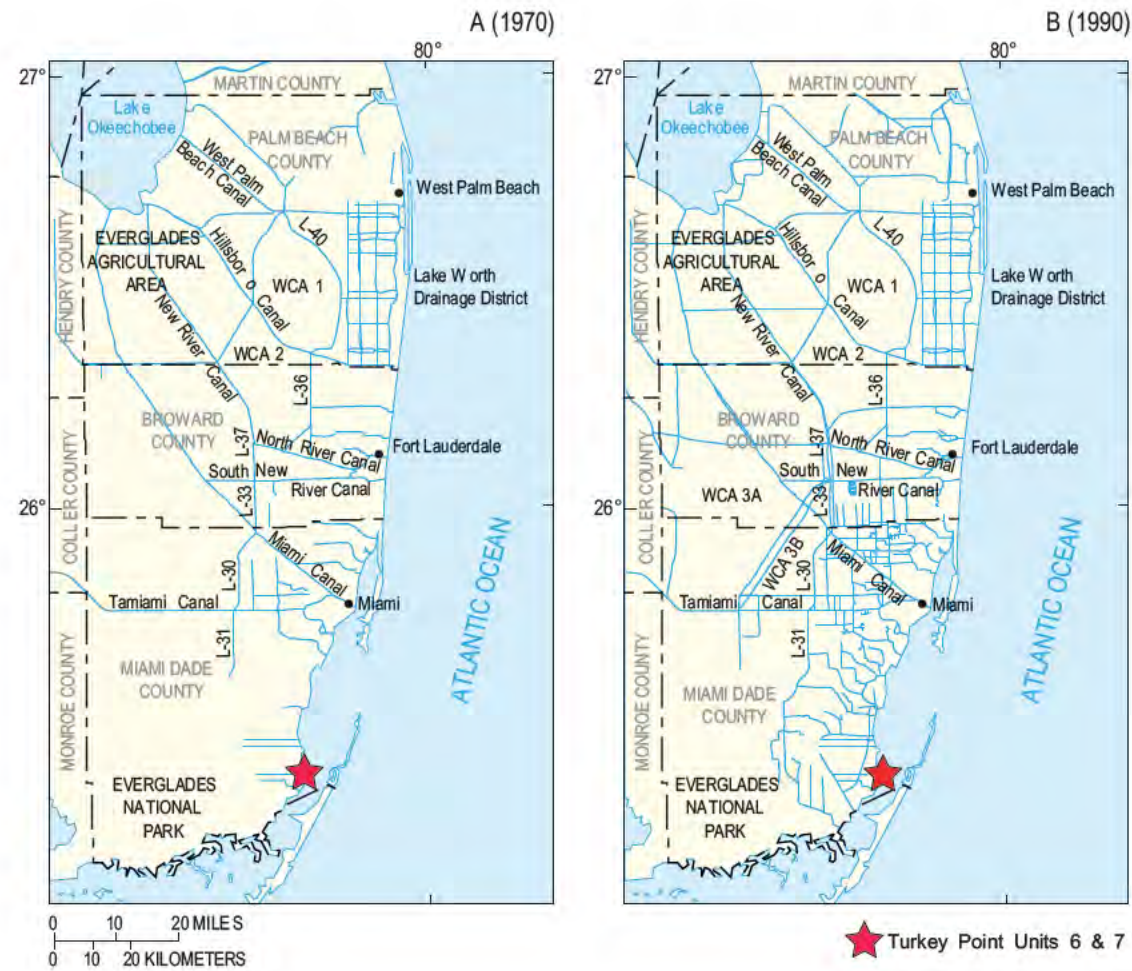 A (1970)
80°
27°
MARTIN COUNTY
Lake
Okeechobee
PALM BEACH
COUNTY
West Palm
Beach Canal
West Palm Beach
HENDRY COUNTY
EVERGLADES
AGRICULTURAL
AREA
Hillsbor o Canal
L-40
WCA 1
Lake W orth
Drainage District
New River Canal
WCA 2
L-36
BROWARD
COUNTY
L-37
North River Canal
Fort Lauderdale
South New
River Canal
COLLIER COUNTY
26°
L-33
Miami Canal
L-30
Tamiami Canal
Miami
L-31
MIAMI DADE
COUNTY
MONROE COUNTY
ATLANTIC OCEAN
EVERGLADES
NATIONAL
PARK
0 10 20 MILES
0 10 20 KILOMETERS
B (1990)
80°
27°
MARTIN COUNTY
Lake
Okeechobee
PALM BEACH
COUNTY
West Palm
Beach Canal
West Palm Beach
HENDRY COUNTY
EVERGLADES
AGRICULTURAL
AREA
Hillsbor o Canal
L-40
WCA 1
Lake W orth
Drainage District
New River Canal
WCA 2
L-36
BROWARD
COUNTY
L-37
North River Canal
Fort Lauderdale
South New
River Canal
WCA 3A
COLLIER COUNTY
26°
L-33
WCA 3B
Miami Canal
L-30
Tamiami Canal
Miami
L-31
MIAMI DADE
COUNTY
MONROE COUNTY
ATLANTIC OCEAN
EVERGLADES
NATIONAL
PARK
Turkey Point Units 6 & 7